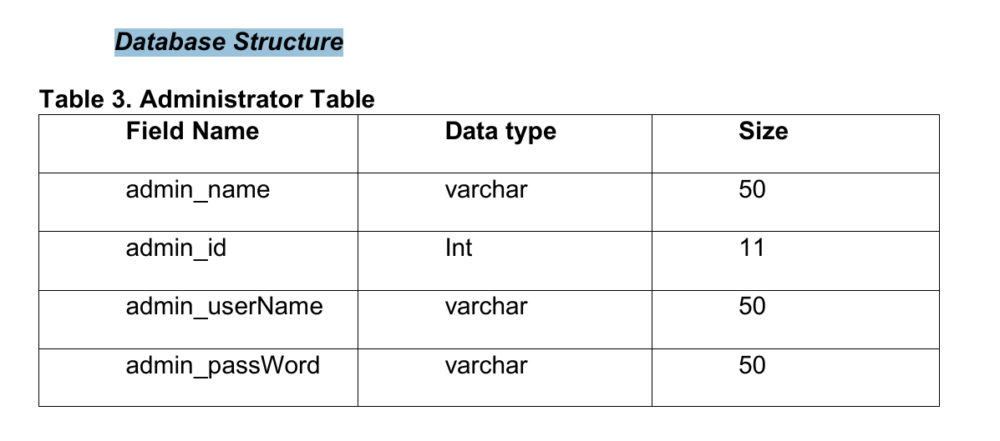 Database Structure
Table 3. Administrator Table
Field Name Data type Size
admin_name varchar 50
admin_id Int 11
admin_userName varchar 50
admin_passWord varchar 50